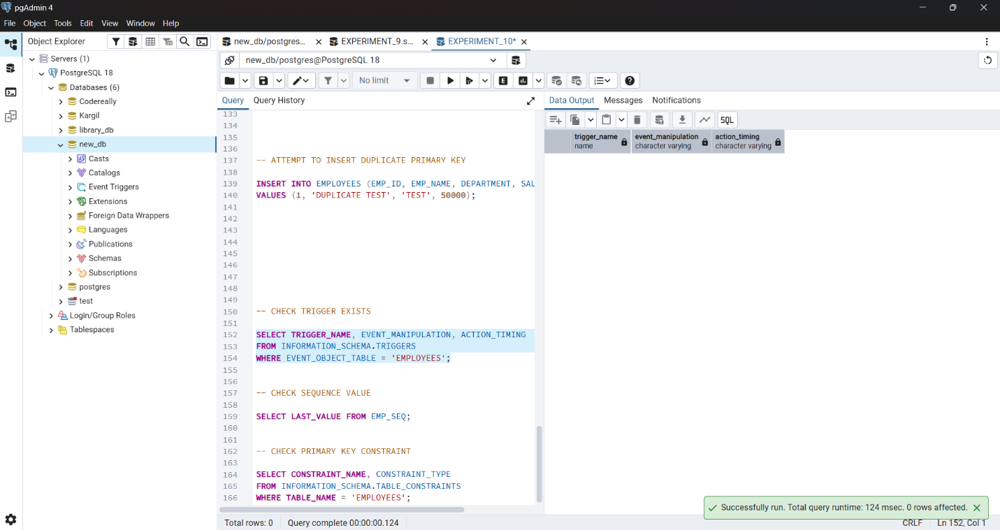 pgAdmin 4
File Object Tools Edit View Window Help
Object Explorer
new_db/postgres...
EXPERIMENT_9.s...
EXPERIMENT_10*
Servers (1)
PostgreSQL 18
Databases (6)
Codereally
Kargil
library_db
new_db
Casts
Catalogs
Event Triggers
Extensions
Foreign Data Wrappers
Languages
Publications
Schemas
Subscriptions
postgres
test
Login/Group Roles
Tablespaces
new_db/postgres@PostgreSQL 18
No limit
E
Query Query History
133
134
135
136
137 -- ATTEMPT TO INSERT DUPLICATE PRIMARY KEY
138
139 INSERT INTO EMPLOYEES (EMP_ID, EMP_NAME, DEPARTMENT, SAL
140 VALUES (1, 'DUPLICATE TEST', 'TEST', 50000);
141
142
143
144
145
146
147
148
149
150 -- CHECK TRIGGER EXISTS
151
152 SELECT TRIGGER_NAME, EVENT_MANIPULATION, ACTION_TIMING
153 FROM INFORMATION_SCHEMA.TRIGGERS
154 WHERE EVENT_OBJECT_TABLE = 'EMPLOYEES';
155
156
157 -- CHECK SEQUENCE VALUE
158
159 SELECT LAST_VALUE FROM EMP_SEQ;
160
161
162 -- CHECK PRIMARY KEY CONSTRAINT
163
164 SELECT CONSTRAINT_NAME, CONSTRAINT_TYPE
165 FROM INFORMATION_SCHEMA.TABLE_CONSTRAINTS
166 WHERE TABLE_NAME = 'EMPLOYEES';
Data Output Messages Notifications
SQL
trigger_name event_manipulation action_timing
name character varying character varying
Successfully run. Total query runtime: 124 msec. 0 rows affected.
Total rows: 0 Query complete 00:00:00.124 CRLF Ln 152, Col 1